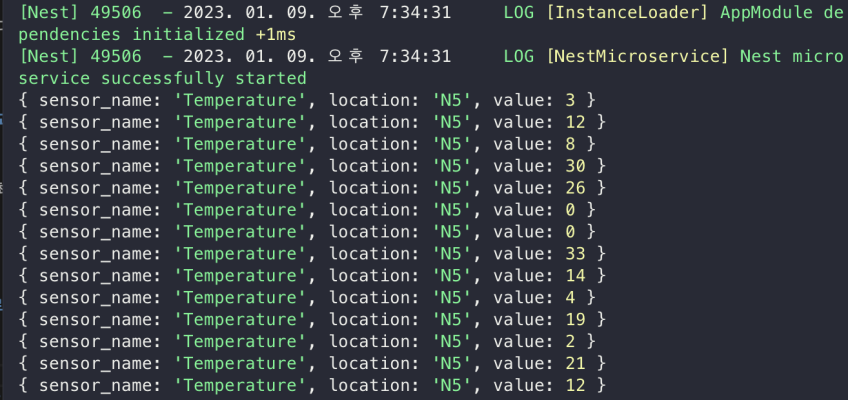 [Nest] 49506  - 2023. 01. 09. 오후 7:34:31     LOG [InstanceLoader] AppModule de
pendencies initialized +1ms
[Nest] 49506  - 2023. 01. 09. 오후 7:34:31     LOG [NestMicroservice] Nest micro
service successfully started
{ sensor_name: 'Temperature', location: 'N5', value: 3 }
{ sensor_name: 'Temperature', location: 'N5', value: 12 }
{ sensor_name: 'Temperature', location: 'N5', value: 8 }
{ sensor_name: 'Temperature', location: 'N5', value: 30 }
{ sensor_name: 'Temperature', location: 'N5', value: 26 }
{ sensor_name: 'Temperature', location: 'N5', value: 0 }
{ sensor_name: 'Temperature', location: 'N5', value: 0 }
{ sensor_name: 'Temperature', location: 'N5', value: 33 }
{ sensor_name: 'Temperature', location: 'N5', value: 14 }
{ sensor_name: 'Temperature', location: 'N5', value: 4 }
{ sensor_name: 'Temperature', location: 'N5', value: 19 }
{ sensor_name: 'Temperature', location: 'N5', value: 2 }
{ sensor_name: 'Temperature', location: 'N5', value: 21 }
{ sensor_name: 'Temperature', location: 'N5', value: 12 }